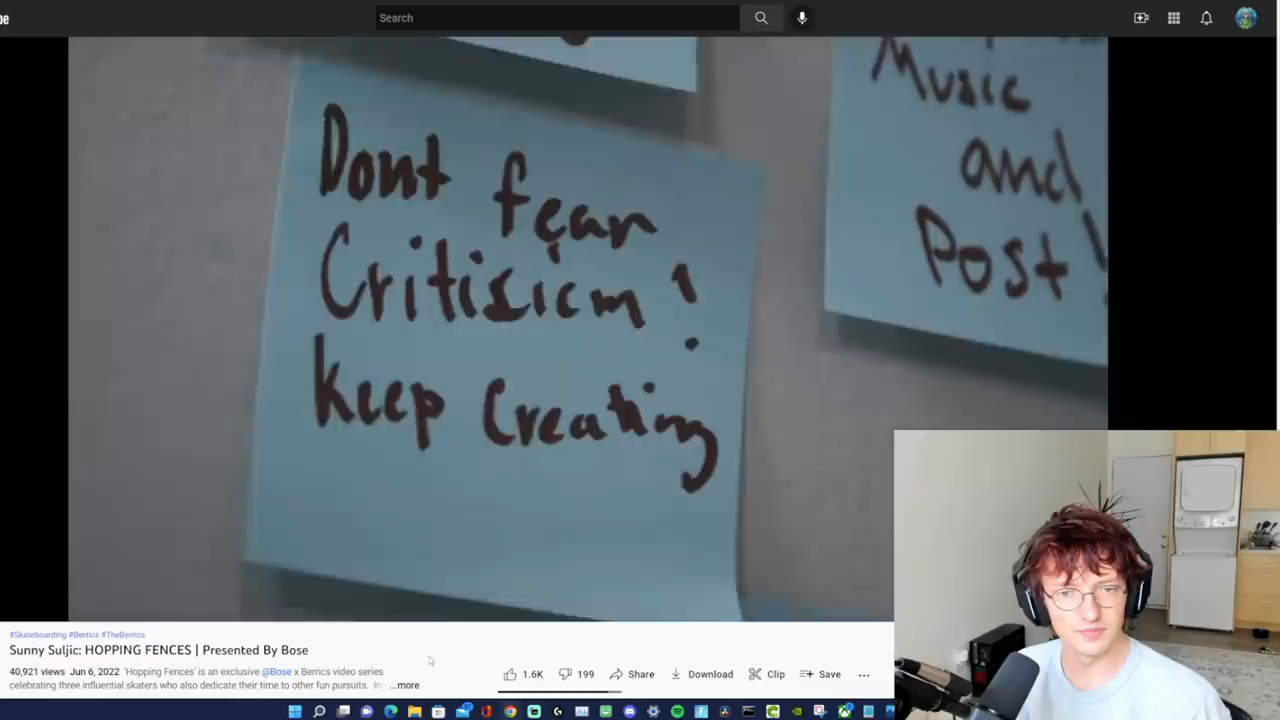 be
Search
Dont fear
Criticism!
Keep Creating
Music
and
Post!
#Skateboarding #Berrics #TheBerrics
Sunny Suljic: HOPPING FENCES | Presented By Bose
40,921 views Jun 6, 2022 'Hopping Fences' is an exclusive @Bose x Berrics video series
celebrating three influential skaters who also dedicate their time to other fun pursuits. In ...more
1.6K
199
Share
Download
Clip
Save